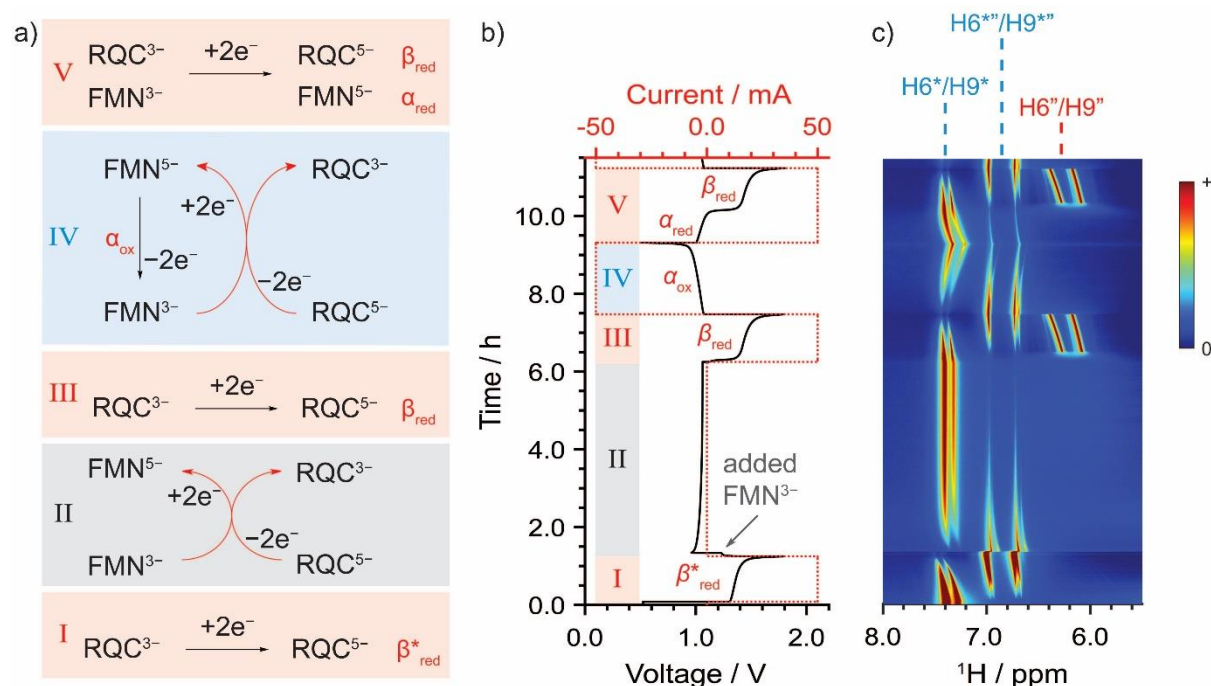 a)
V
RQC³⁻ +2e⁻ RQC⁵⁻ βred
FMN³⁻ FMN⁵⁻ αred
IV
FMN⁵⁻ RQC³⁻
+2e⁻
αox −2e⁻
−2e⁻
FMN³⁻ RQC⁵⁻
III
+2e⁻
RQC³⁻ RQC⁵⁻ βred
II
FMN⁵⁻ RQC³⁻
+2e⁻
−2e⁻
FMN³⁻ RQC⁵⁻
I
+2e⁻
RQC³⁻ RQC⁵⁻ β*red
b)
Current / mA
-50 0.0 50
Time / h
10.0
8.0
6.0
4.0
2.0
0.0
V
βred
αred
IV
αox
III
βred
II
added
FMN³⁻
I
β*red
0.0 1.0 2.0
Voltage / V
c)
H6*”/H9*”
H6*/H9*
H6”/H9”
+
0
8.0 7.0 6.0
¹H / ppm